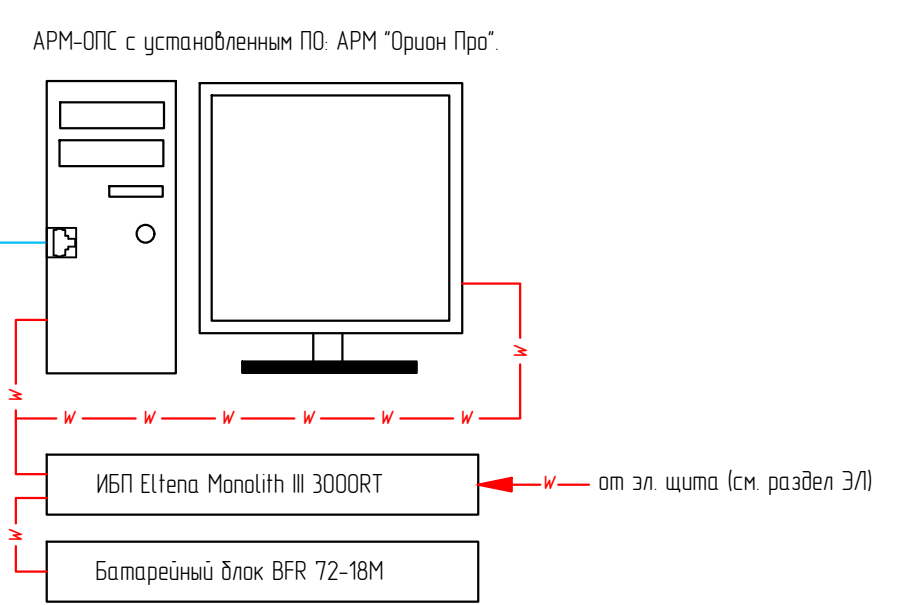 АРМ-ОПС с установленным ПО: АРМ "Орион Про".
W
W
W W W W W W
ИБП Eltena Monolith III 3000RT
W от эл. щита (см. раздел ЭЛ)
W
Батарейный блок BFR 72-18М